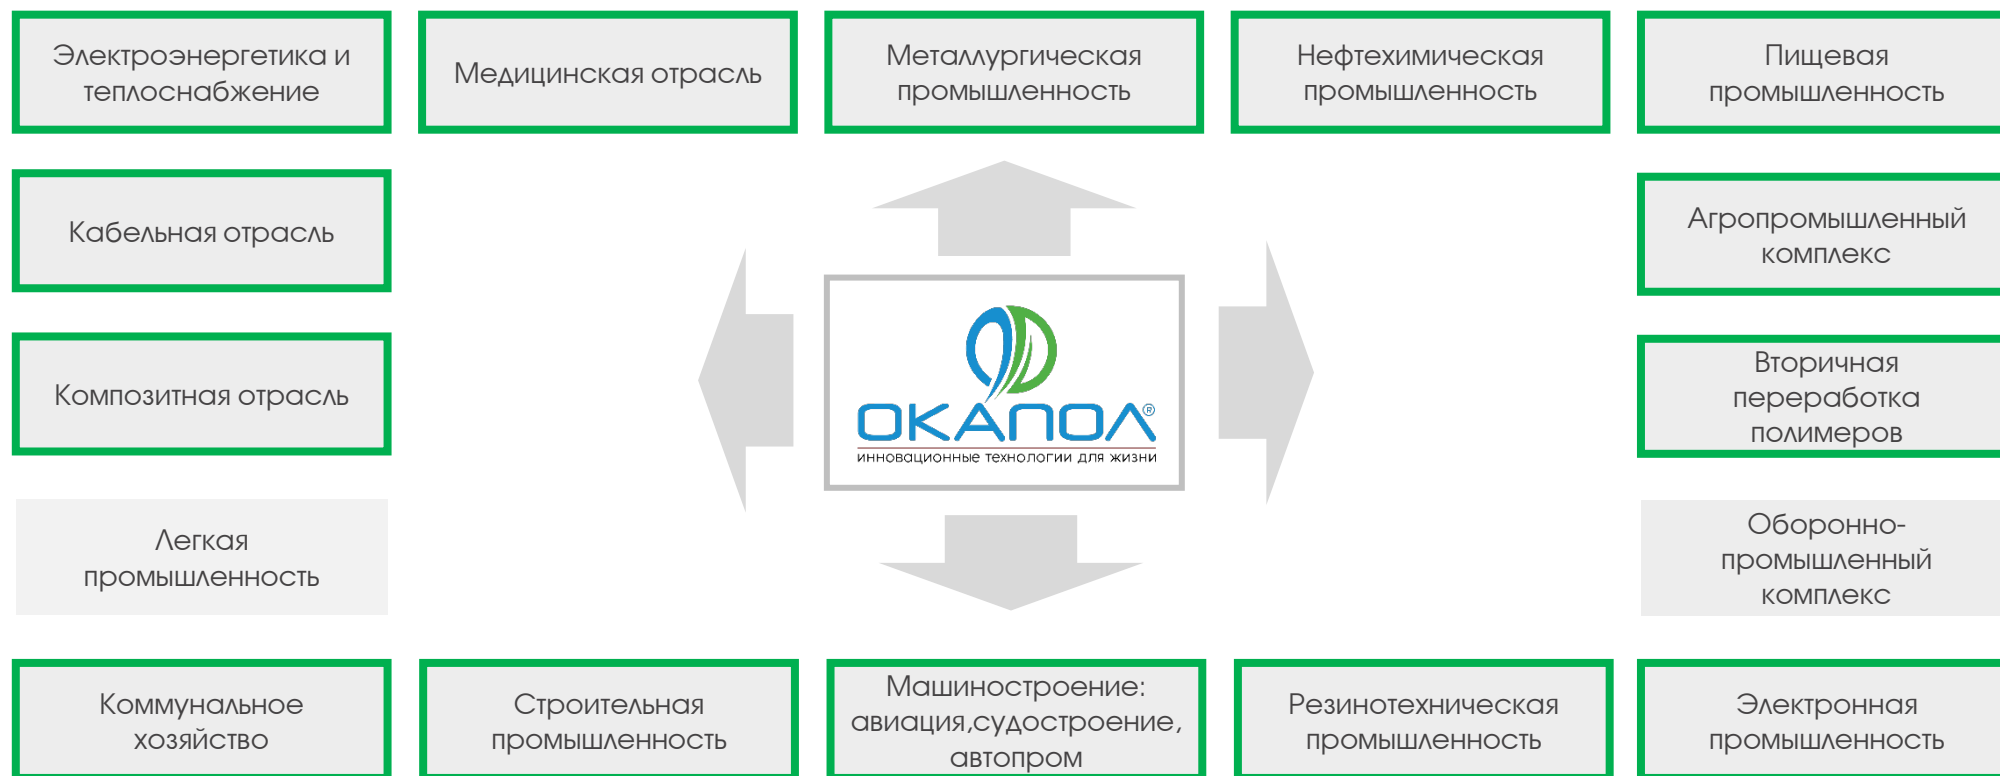 Электроэнергетика и
теплоснабжение
Медицинская отрасль
Металлургическая
промышленность
Нефтехимическая
промышленность
Пищевая
промышленность
Кабельная отрасль
Агропромышленный
комплекс
Композитная отрасль
ОКАПОЛ®
инновационные технологии для жизни
Вторичная
переработка
полимеров
Легкая
промышленность
Оборонно-
промышленный
комплекс
Коммунальное
хозяйство
Строительная
промышленность
Машиностроение:
авиация,судостроение,
автопром
Резинотехническая
промышленность
Электронная
промышленность